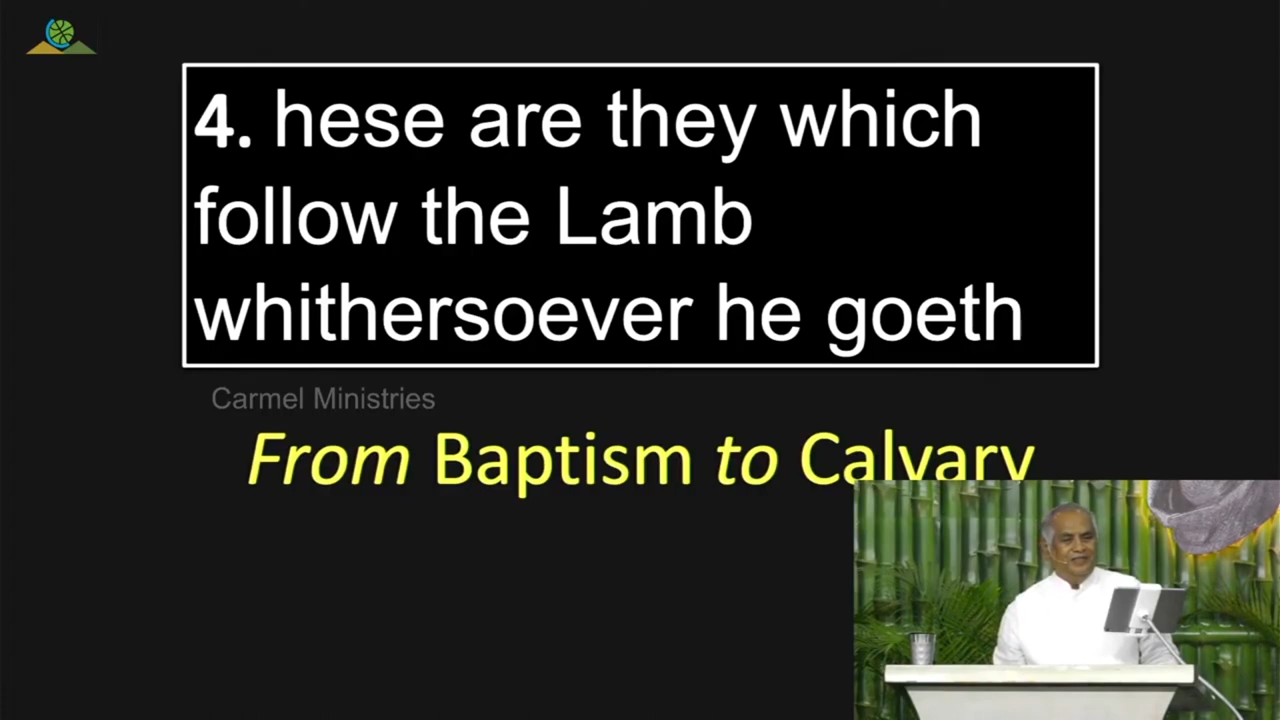 4. hese are they which
follow the Lamb
whithersoever he goeth
Carmel Ministries
From Baptism to Calvary